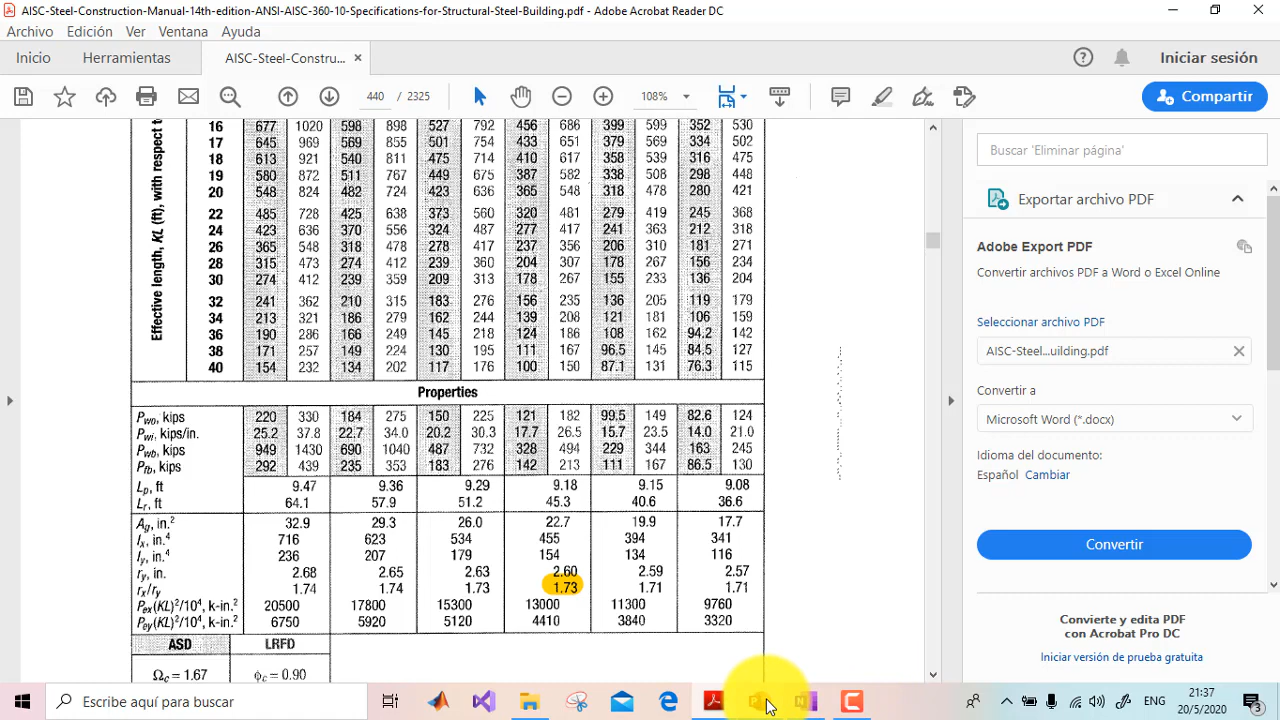 AISC-Steel-Construction-Manual-14th-edition-ANSI-AISC-360-10-Specifications-for-Structural-Steel-Building.pdf - Adobe Acrobat Reader DC
Archivo Edición Ver Ventana Ayuda
Inicio Herramientas AISC-Steel-Constru... × Iniciar sesión
440 / 2325 108% Compartir
Effective length, KL (ft), with respect t
16 677 1020 598 898 527 792 456 686 399 599 352 530
17 645 969 569 855 501 754 433 651 379 569 334 502
18 613 921 540 811 475 714 410 617 358 539 316 475
19 580 872 511 767 449 675 387 582 338 508 298 448
20 548 824 482 724 423 636 365 548 318 478 280 421
22 485 728 425 638 373 560 320 481 279 419 245 368
24 423 636 370 556 324 487 277 417 241 363 212 318
26 365 548 318 478 278 417 237 356 206 310 181 271
28 315 473 274 412 239 360 204 307 178 267 156 234
30 274 412 239 359 209 313 178 267 155 233 136 204
32 241 362 210 315 183 276 156 235 136 205 119 179
34 213 321 186 279 162 244 139 208 121 181 106 159
36 190 286 166 249 145 218 124 186 108 162 94.2 142
38 171 257 149 224 130 195 111 167 96.5 145 84.5 127
40 154 232 134 202 117 176 100 150 87.1 131 76.3 115
Properties
Pwo, kips 220 330 184 275 150 225 121 182 99.5 149 82.6 124
Pwi, kips/in. 25.2 37.8 22.7 34.0 20.2 30.3 17.7 26.5 15.7 23.5 14.0 21.0
Pwb, kips 949 1430 690 1040 487 732 328 494 229 344 163 245
Pfb, kips 292 439 235 353 183 276 142 213 111 167 86.5 130
Lp, ft 9.47 9.36 9.29 9.18 9.15 9.08
Lr, ft 64.1 57.9 51.2 45.3 40.6 36.6
Ag, in.² 32.9 29.3 26.0 22.7 19.9 17.7
Ix, in.⁴ 716 623 534 455 394 341
Iy, in.⁴ 236 207 179 154 134 116
ry, in. 2.68 2.65 2.63 2.60 2.59 2.57
rx/ry 1.74 1.74 1.73 1.73 1.71 1.71
Pex(KL)²/10⁴, k-in.² 20500 17800 15300 13000 11300 9760
Pey(KL)²/10⁴, k-in.² 6750 5920 5120 4410 3840 3320
ASD LRFD
Ωc = 1.67 ϕc = 0.90
Buscar 'Eliminar página'
Exportar archivo PDF
Adobe Export PDF
Convertir archivos PDF a Word o Excel Online
Seleccionar archivo PDF
AISC-Steel...uilding.pdf
Convertir a
Microsoft Word (*.docx)
Idioma del documento:
Español Cambiar
Convertir
Convierte y edita PDF
con Acrobat Pro DC
Iniciar versión de prueba gratuita
Escribe aquí para buscar
ENG
21:37
20/5/2020
3